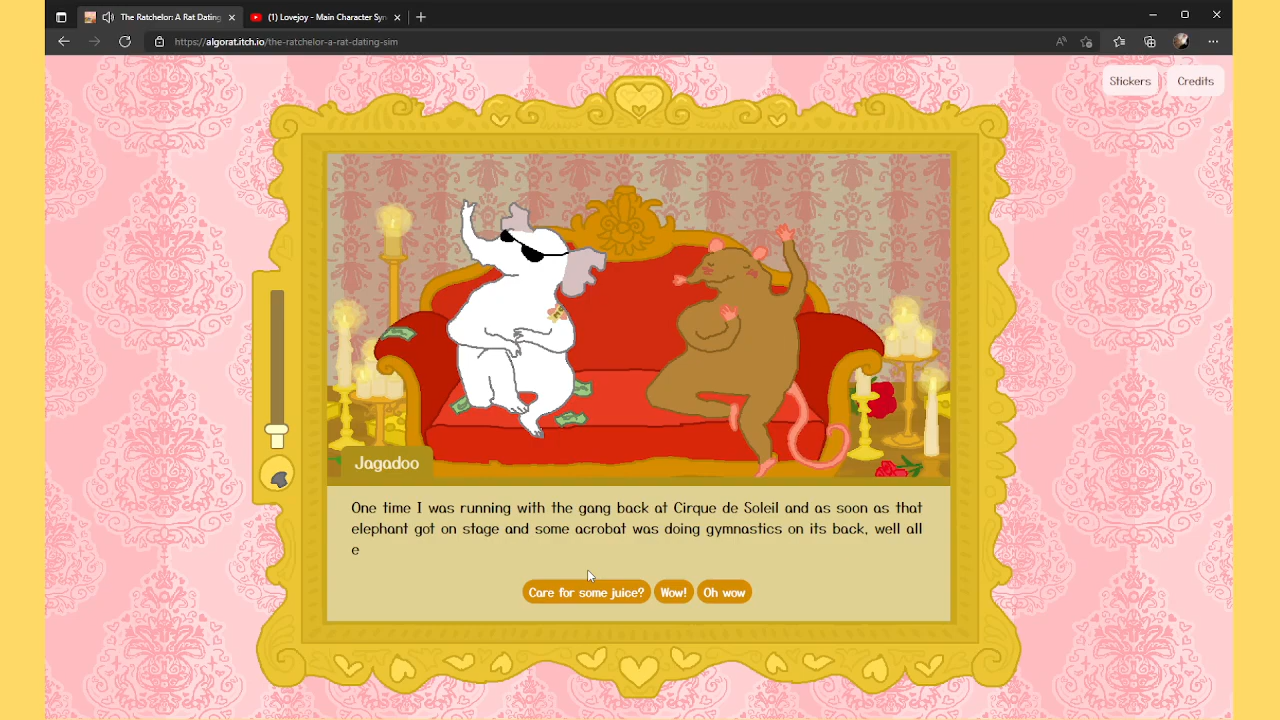 The Ratchelor: A Rat Dating
(1) Lovejoy - Main Character Syn
https://algorat.itch.io/the-ratchelor-a-rat-dating-sim
Stickers
Credits
Jagadoo
One time I was running with the gang back at Cirque de Soleil and as soon as that
elephant got on stage and some acrobat was doing gymnastics on its back, well all
e
Care for some juice?
Wow!
Oh wow